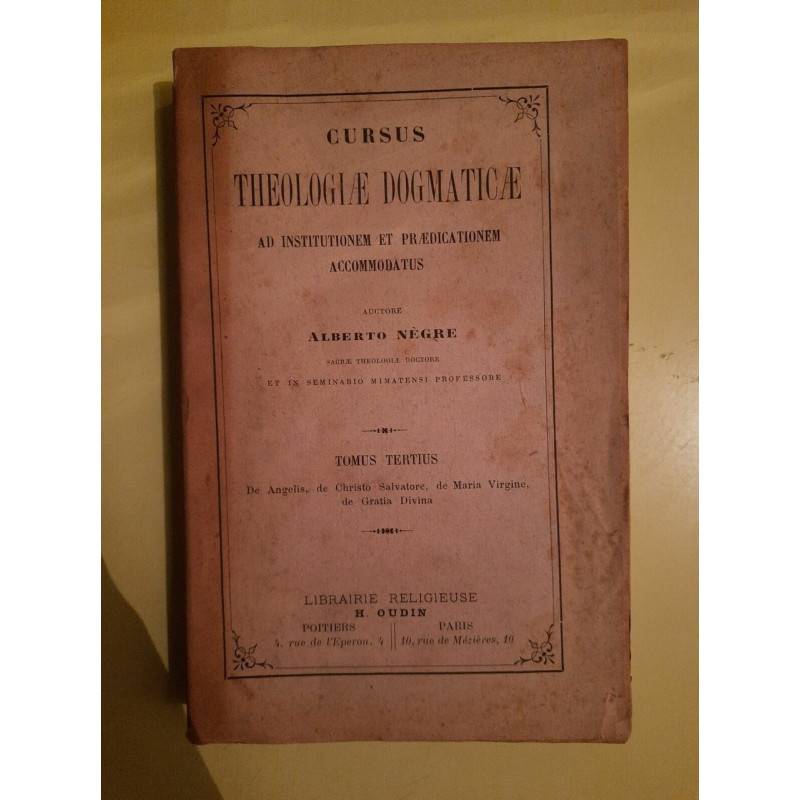 CURSUS
THEOLOGIÆ DOGMATICÆ
AD INSTITUTIONEM ET PRÆDICATIONEM
ACCOMMODATUS
AUCTORE
ALBERTO NÈGRE
SACRÆ THEOLOGIÆ DOCTORE
ET IN SEMINARIO MIMATENSI PROFESSORE
TOMUS TERTIUS
De Angelis, de Christo Salvatore, de Maria Virgine,
de Gratia Divina
LIBRAIRIE RELIGIEUSE
H. OUDIN
POITIERS PARIS
4, rue de l'Eperon, 4 10, rue de Mézières, 10